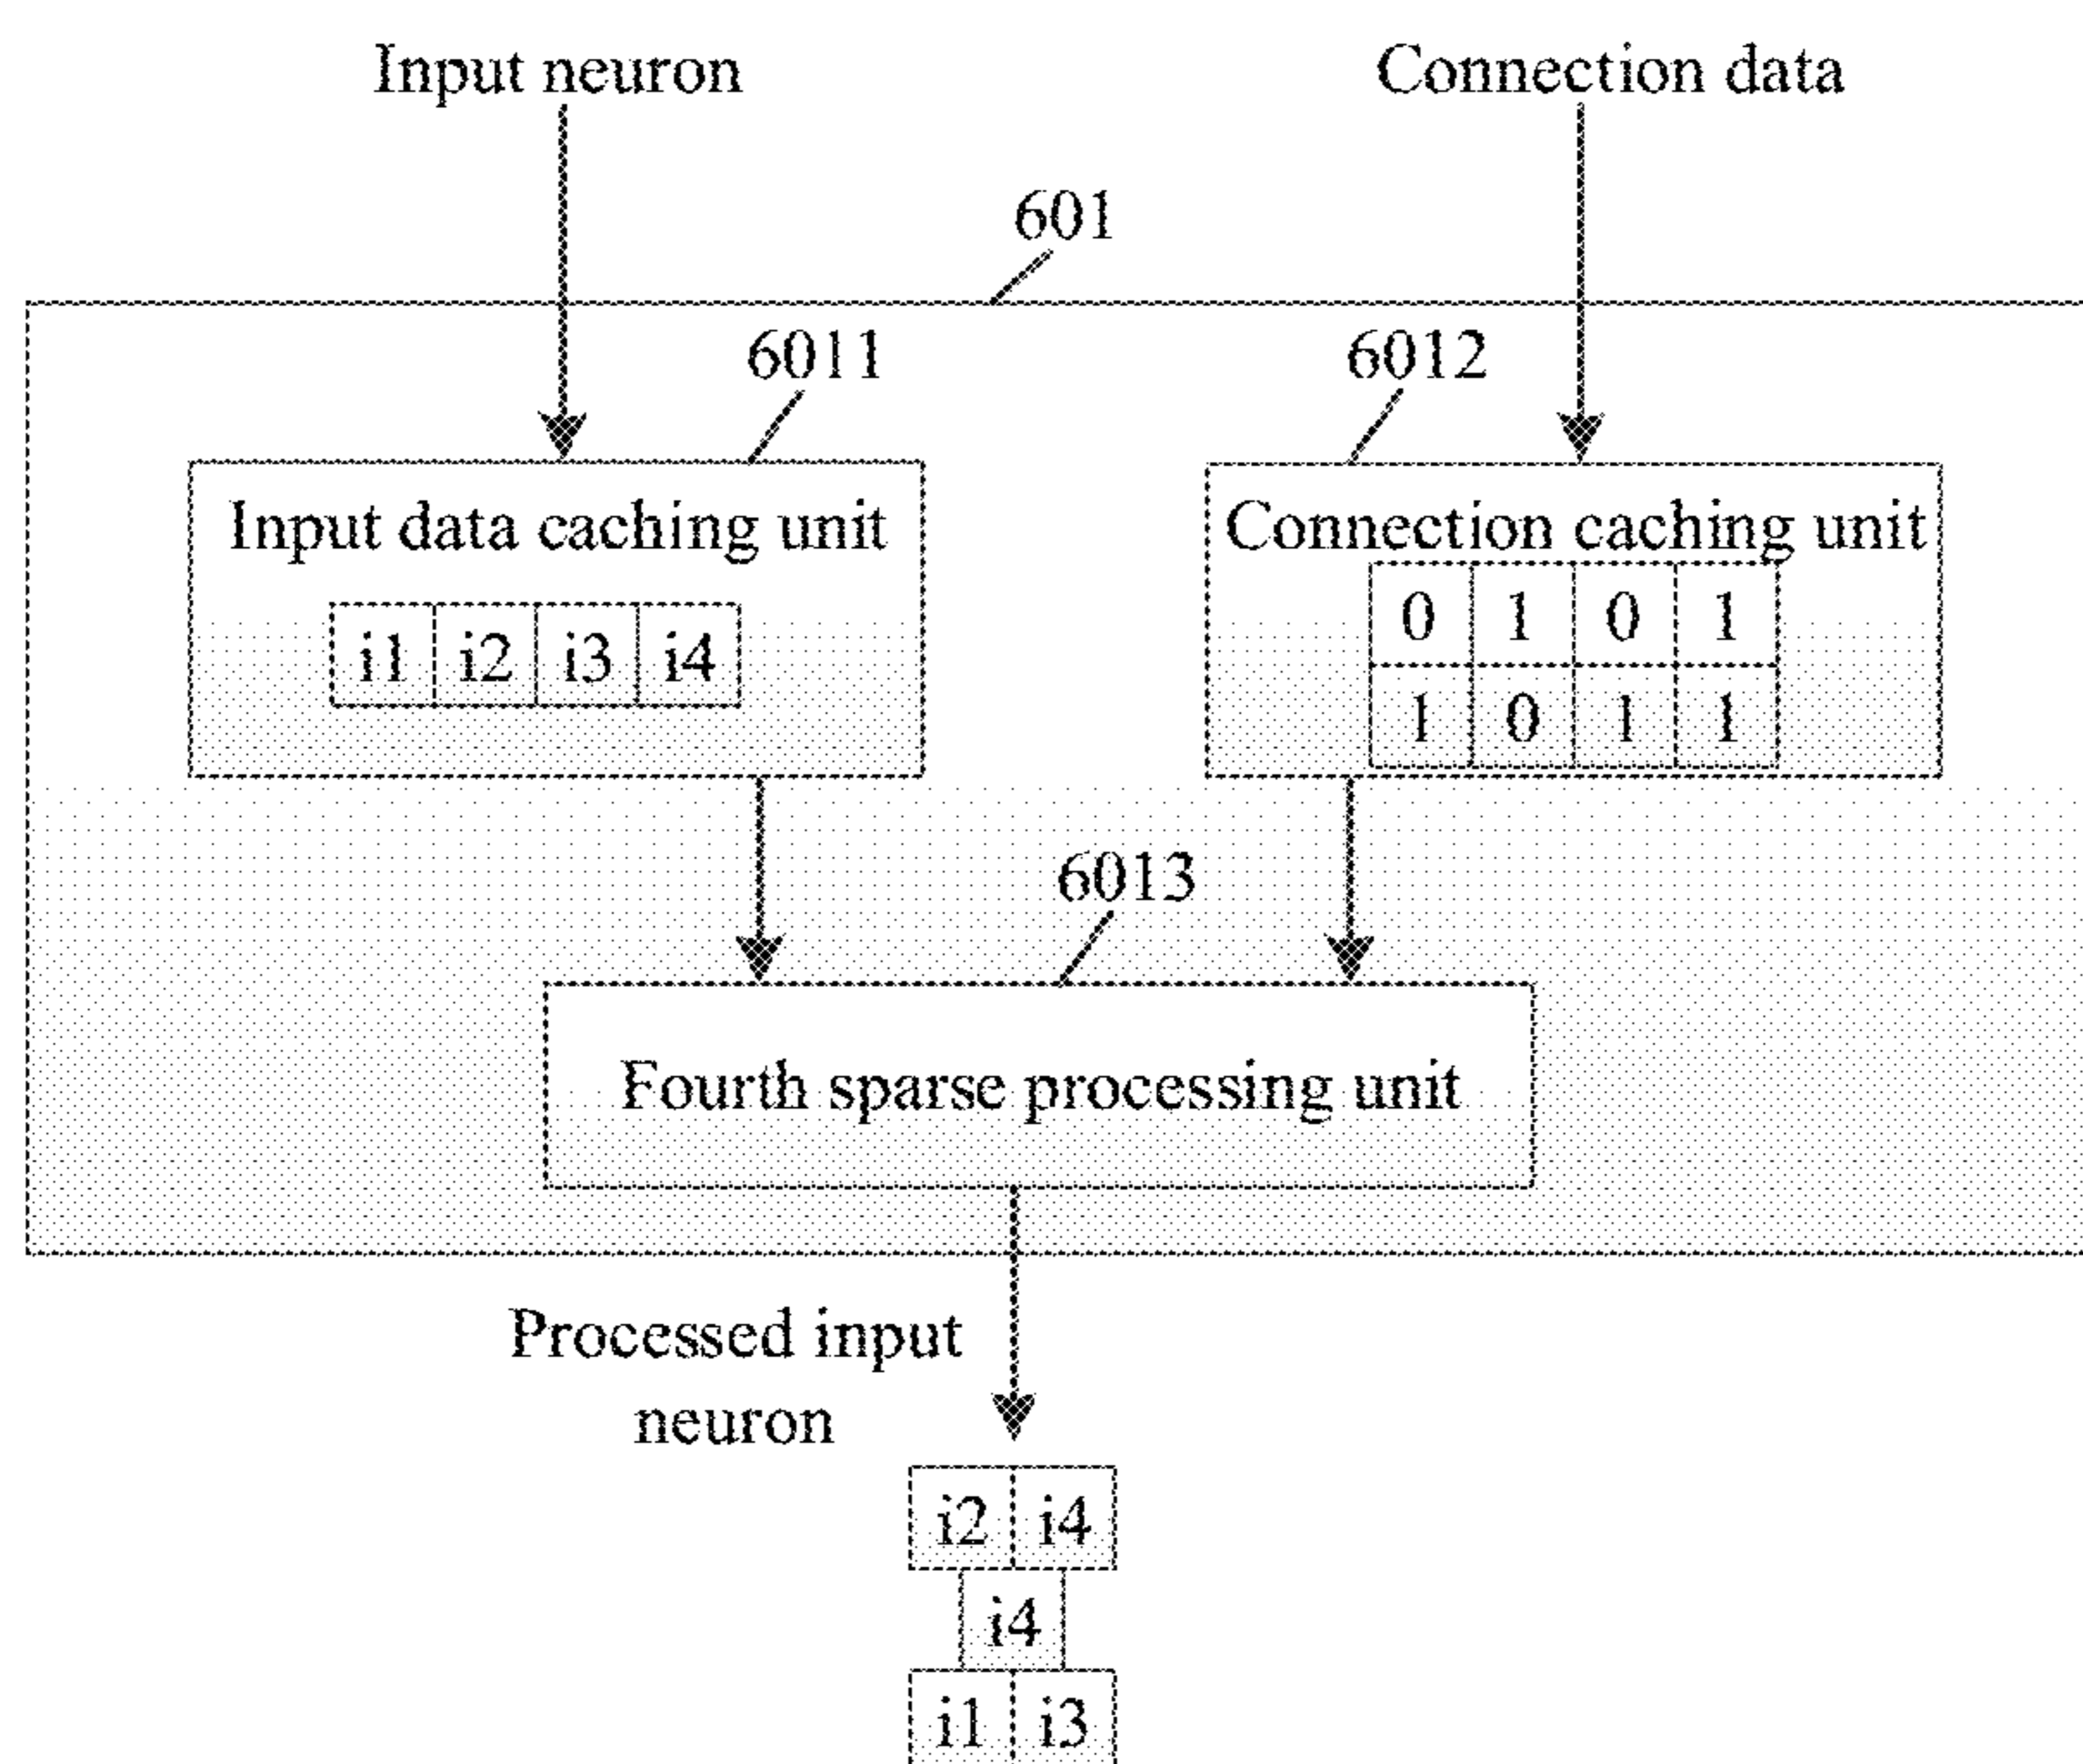 Input neuron
Connection data
601
6011
6012
Input data caching unit
Connection caching unit
i1 i2 i3 i4
0 1 0 1
1 0 1 1
6013
Fourth sparse processing unit
Processed input
neuron
i2 i4
i4
i1 i3